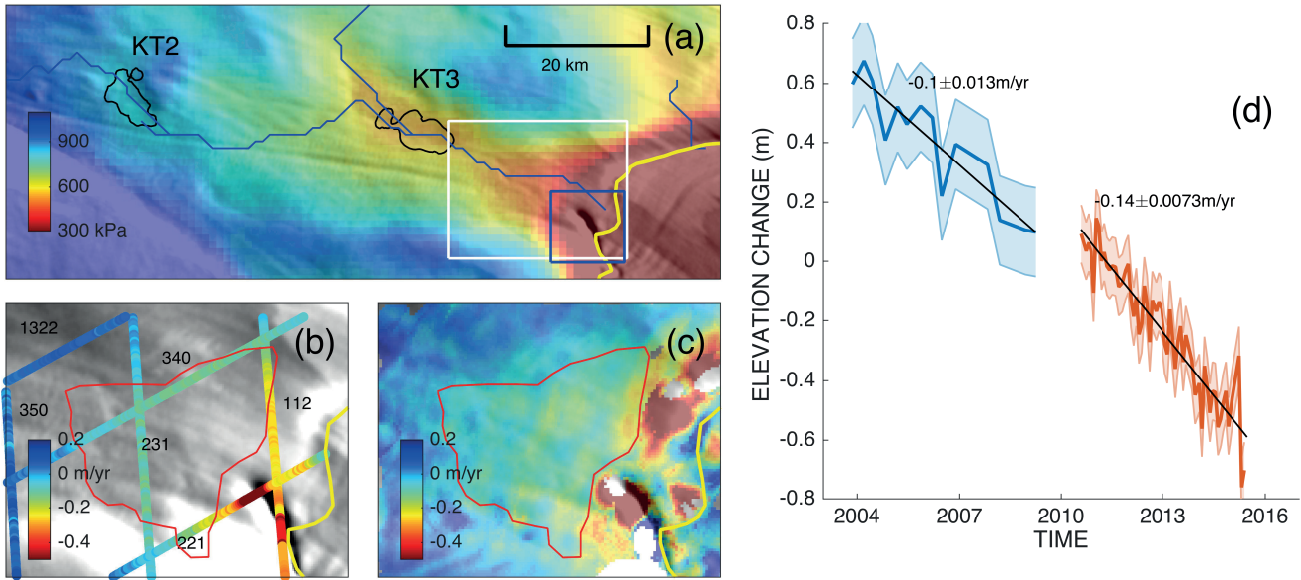 KT2
KT3
(a)
20 km
900
600
300 kPa
(b)
1322
340
350
112
231
221
0.2
0 m/yr
-0.2
-0.4
(c)
0.2
0 m/yr
-0.2
-0.4
(d)
ELEVATION CHANGE (m)
0.8
0.6
0.4
0.2
0
-0.2
-0.4
-0.6
-0.8
-0.1±0.013m/yr
-0.14±0.0073m/yr
2004
2007
2010
2013
2016
TIME